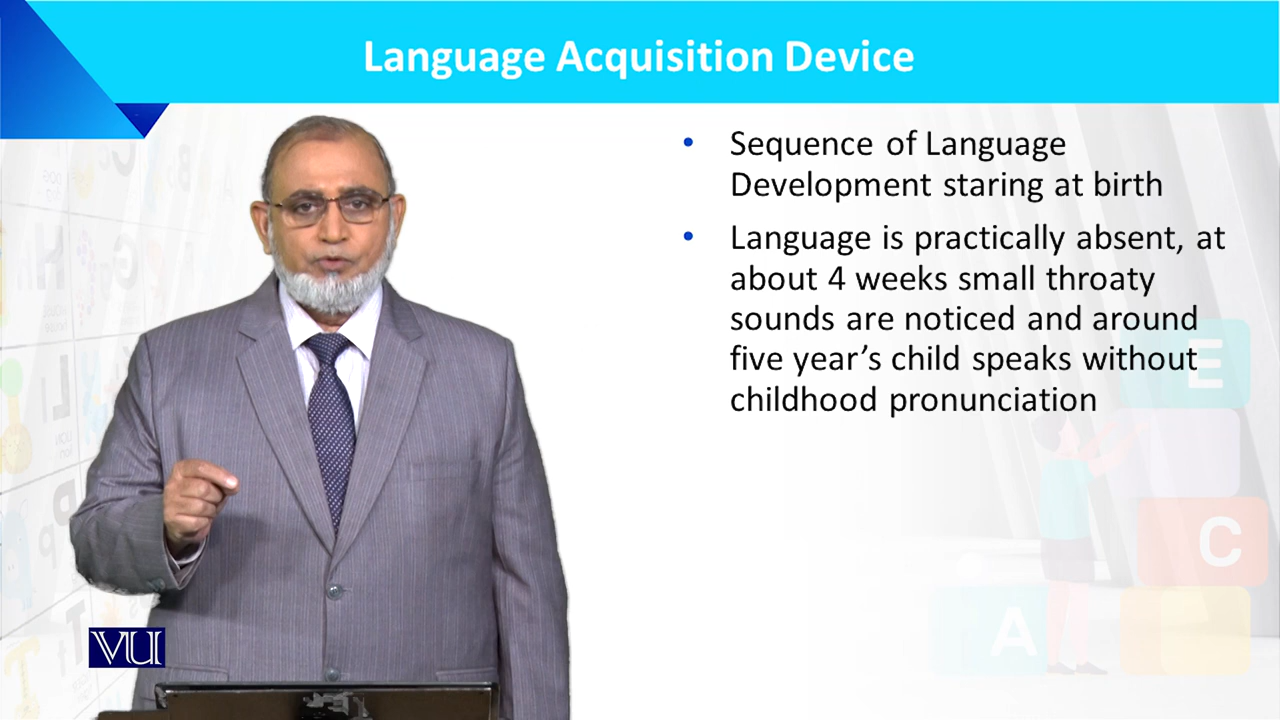 Language Acquisition Device
• Sequence of Language
Development staring at birth
• Language is practically absent, at
about 4 weeks small throaty
sounds are noticed and around
five year’s child speaks without
childhood pronunciation
E
C
A
VU